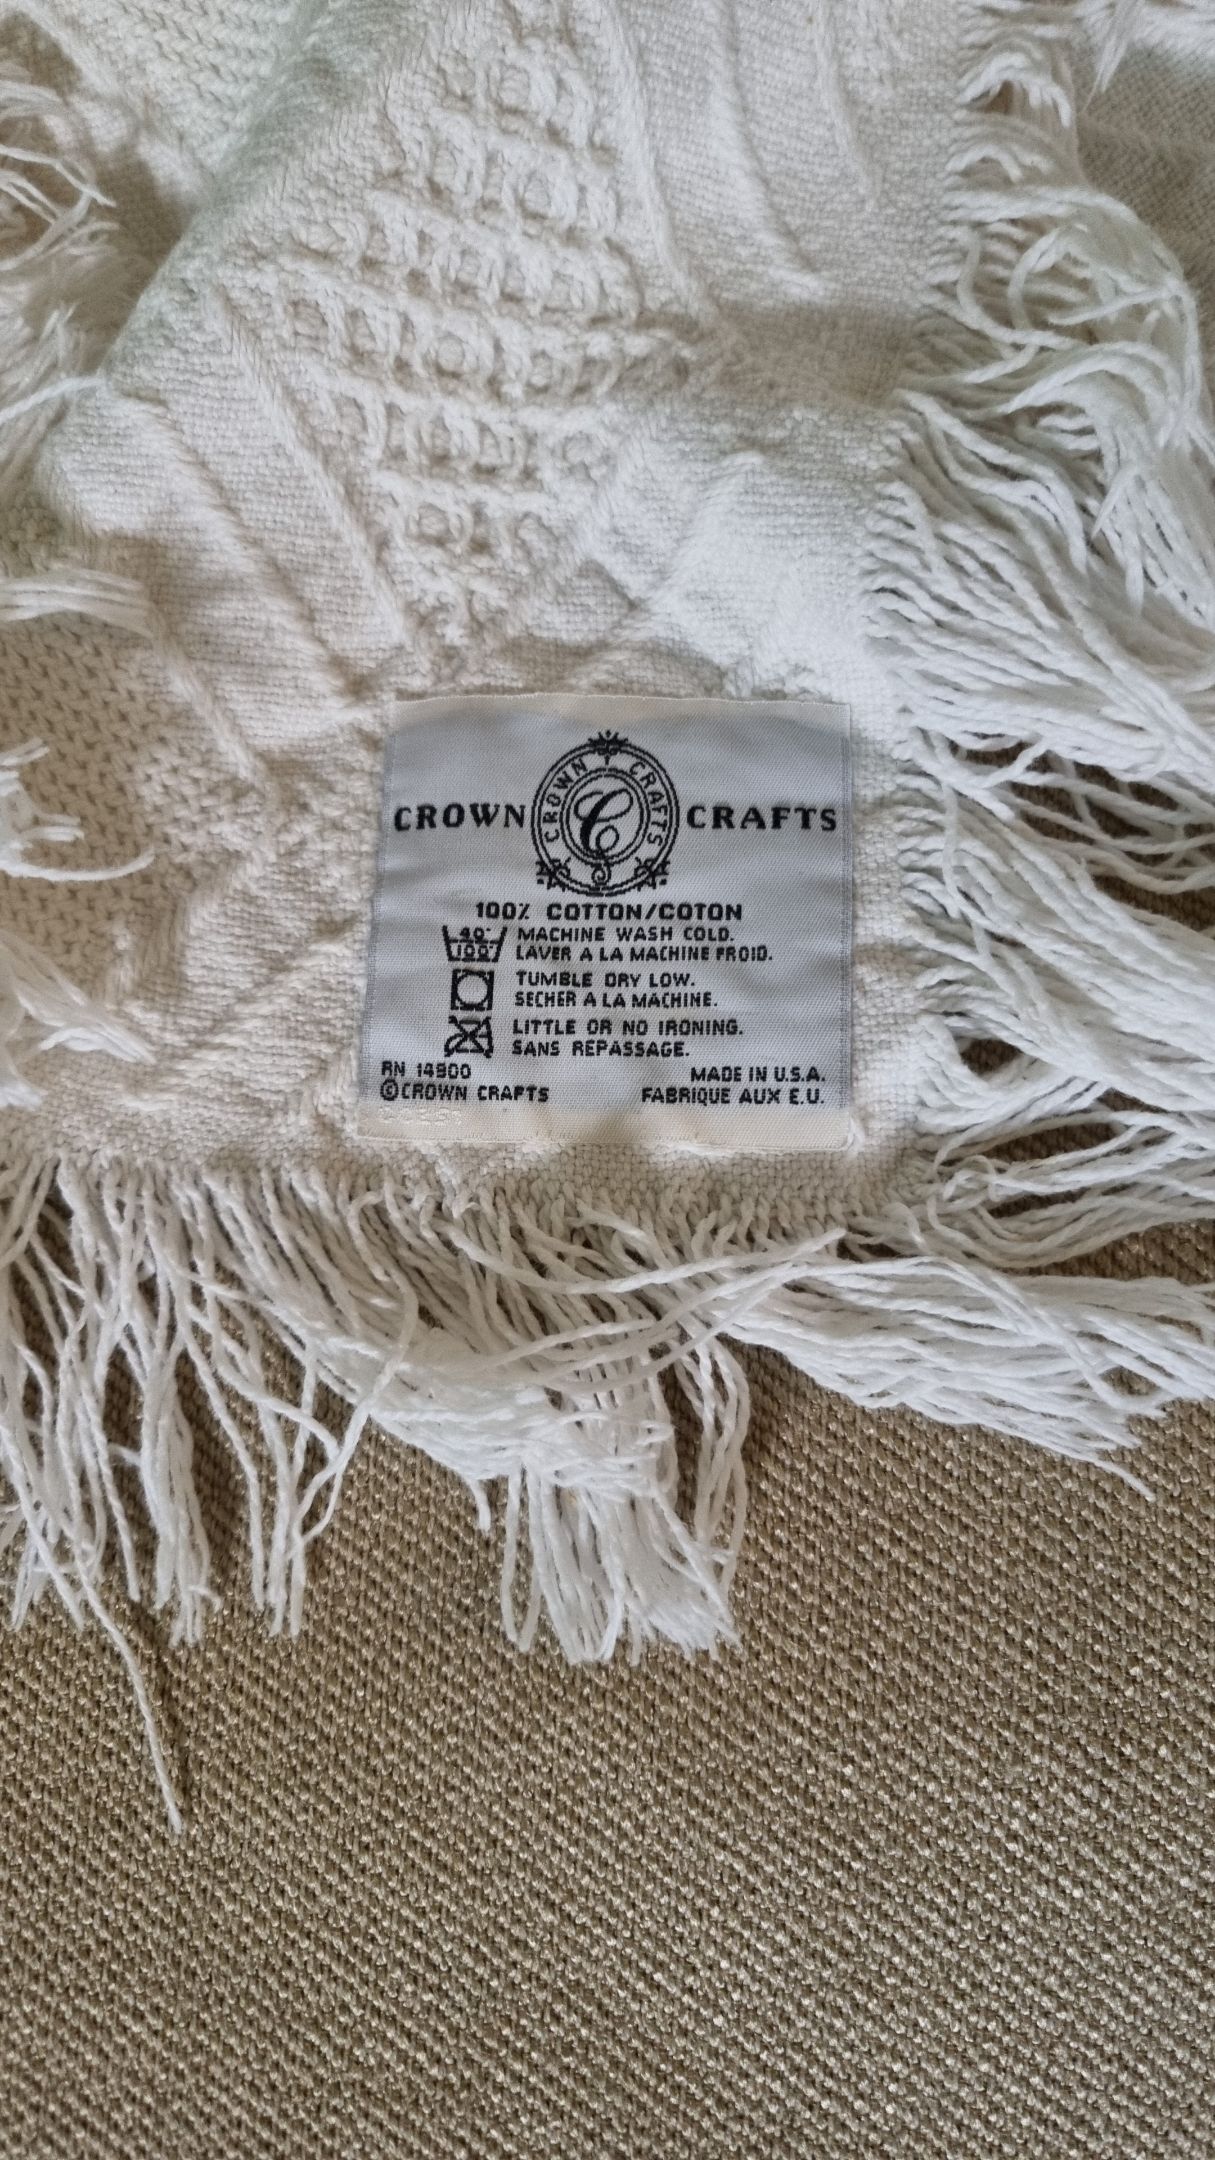 CROWN CRAFTS
CROWN CRAFTS
C
100% COTTON/COTON
40°
100°
MACHINE WASH COLD.
LAVER A LA MACHINE FROID.
TUMBLE DRY LOW.
SECHER A LA MACHINE.
LITTLE OR NO IRONING.
SANS REPASSAGE.
RN 14900 MADE IN U.S.A.
©CROWN CRAFTS FABRIQUE AUX E.U.